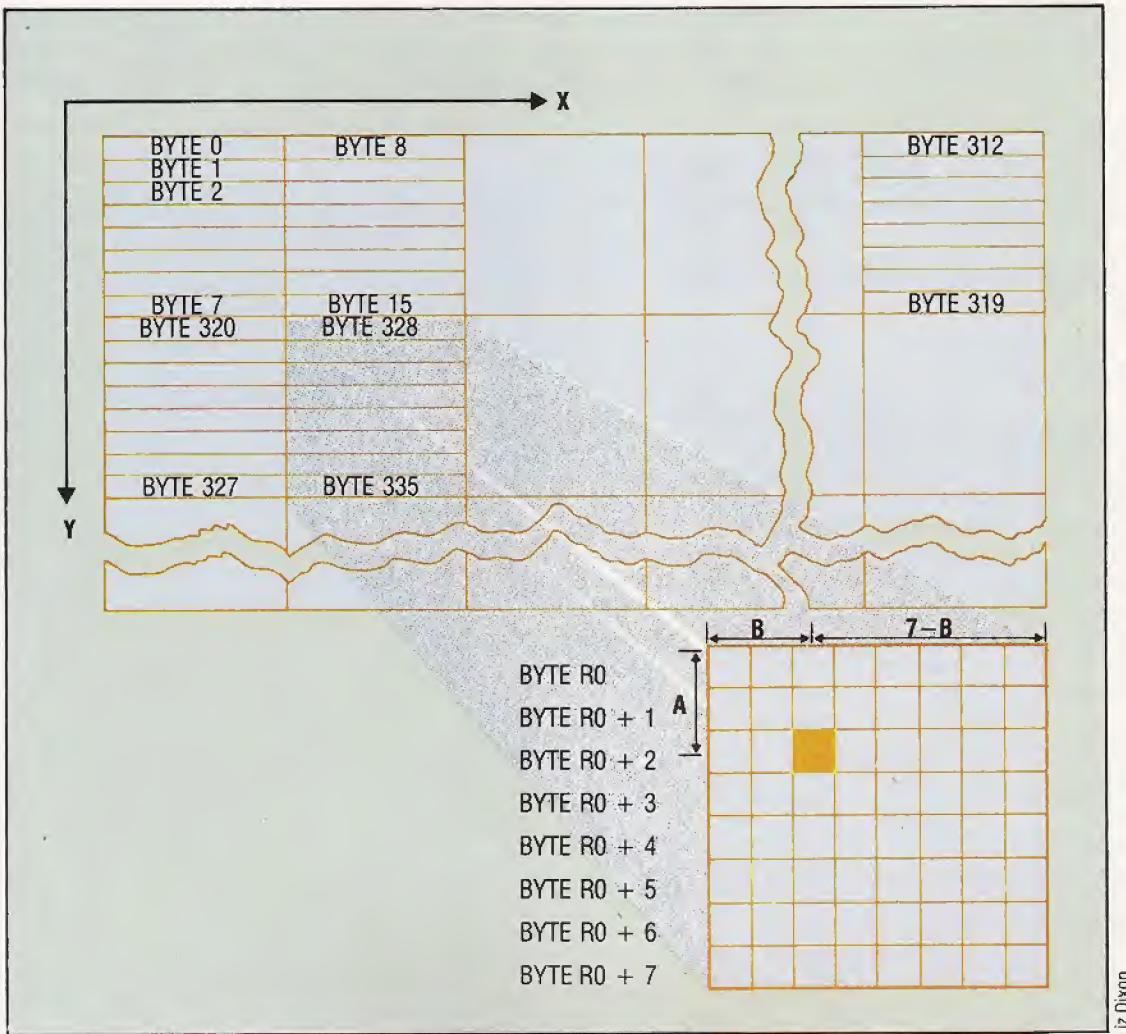 X
BYTE 0 BYTE 8 BYTE 312
BYTE 1
BYTE 2
BYTE 7 BYTE 15 BYTE 319
BYTE 320 BYTE 328
BYTE 327 BYTE 335
Y
B 7–B
BYTE R0
A
BYTE R0 + 1
BYTE R0 + 2
BYTE R0 + 3
BYTE R0 + 4
BYTE R0 + 5
BYTE R0 + 6
BYTE R0 + 7
iz Dixon